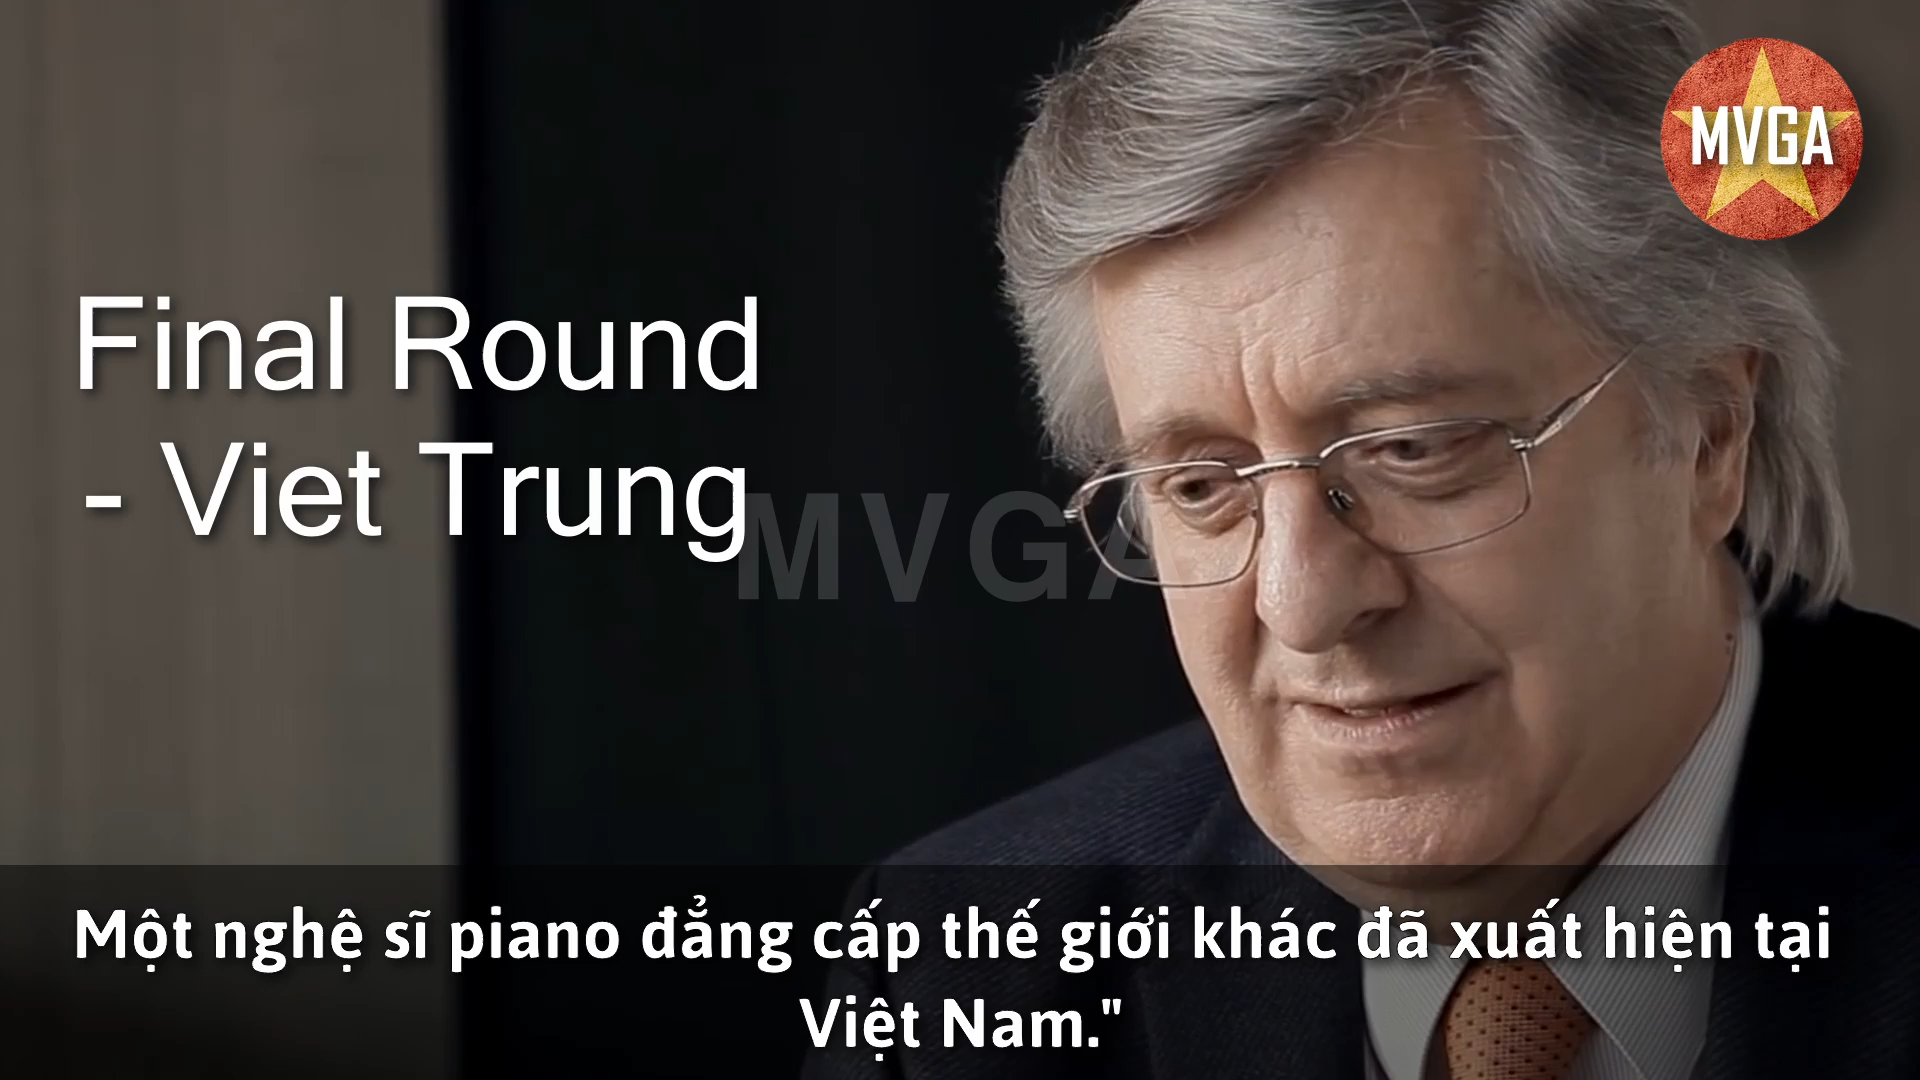 MVGA
Final Round
- Viet Trung
MVGA
Một nghệ sĩ piano đẳng cấp thế giới khác đã xuất hiện tại
Việt Nam."